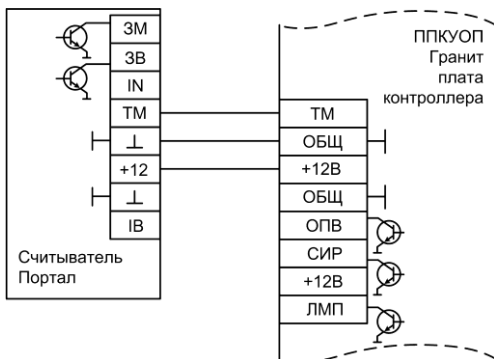 ЗМ
ЗВ
IN
ТМ
⊥
+12
⊥
IB
Считыватель
Портал
ППКУОП
Гранит
плата
контроллера
ТМ
ОБЩ
+12В
ОБЩ
ОПВ
СИР
+12В
ЛМП